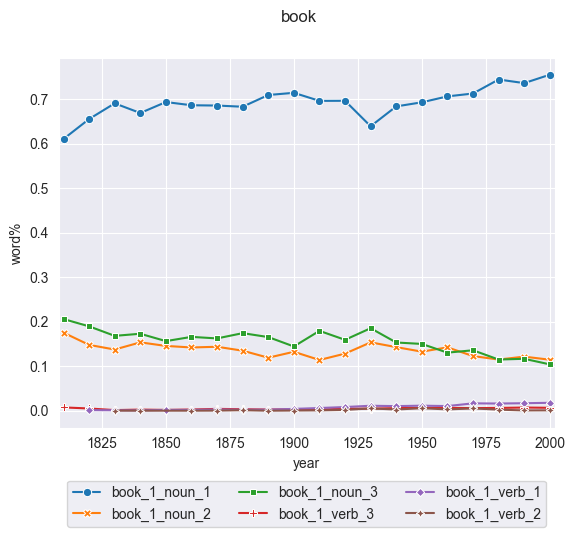 book
0.7
0.6
0.5
0.4
0.3
0.2
0.1
0.0
word%
1825 1850 1875 1900 1925 1950 1975 2000
year
book_1_noun_1 book_1_noun_3 book_1_verb_1
book_1_noun_2 book_1_verb_3 book_1_verb_2